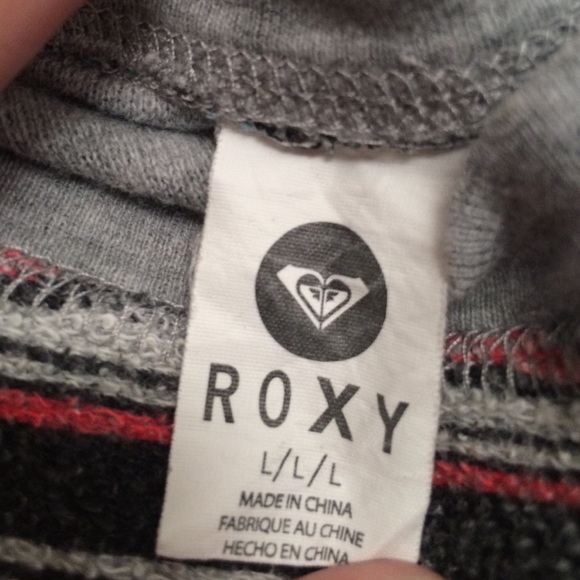 ROXY
L/L/L
MADE IN CHINA
FABRIQUE AU CHINE
HECHO EN CHINA